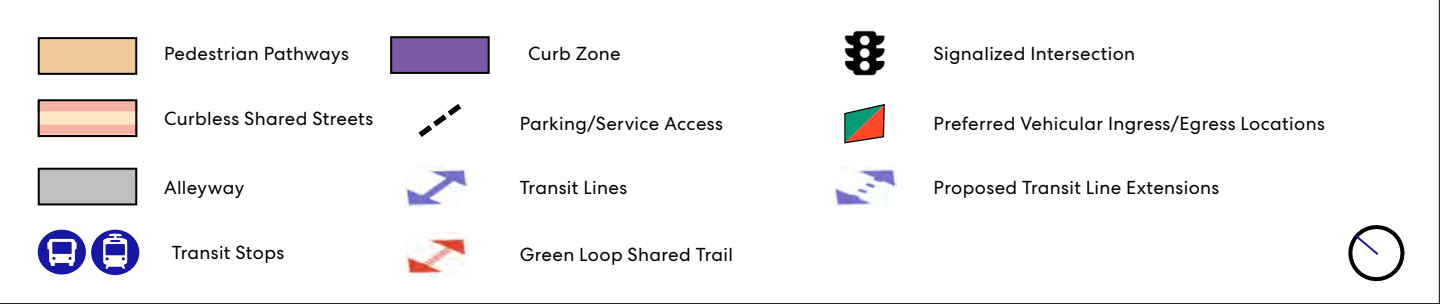 Pedestrian Pathways
Curb Zone
Signalized Intersection
Curbless Shared Streets
Parking/Service Access
Preferred Vehicular Ingress/Egress Locations
Alleyway
Transit Lines
Proposed Transit Line Extensions
Transit Stops
Green Loop Shared Trail